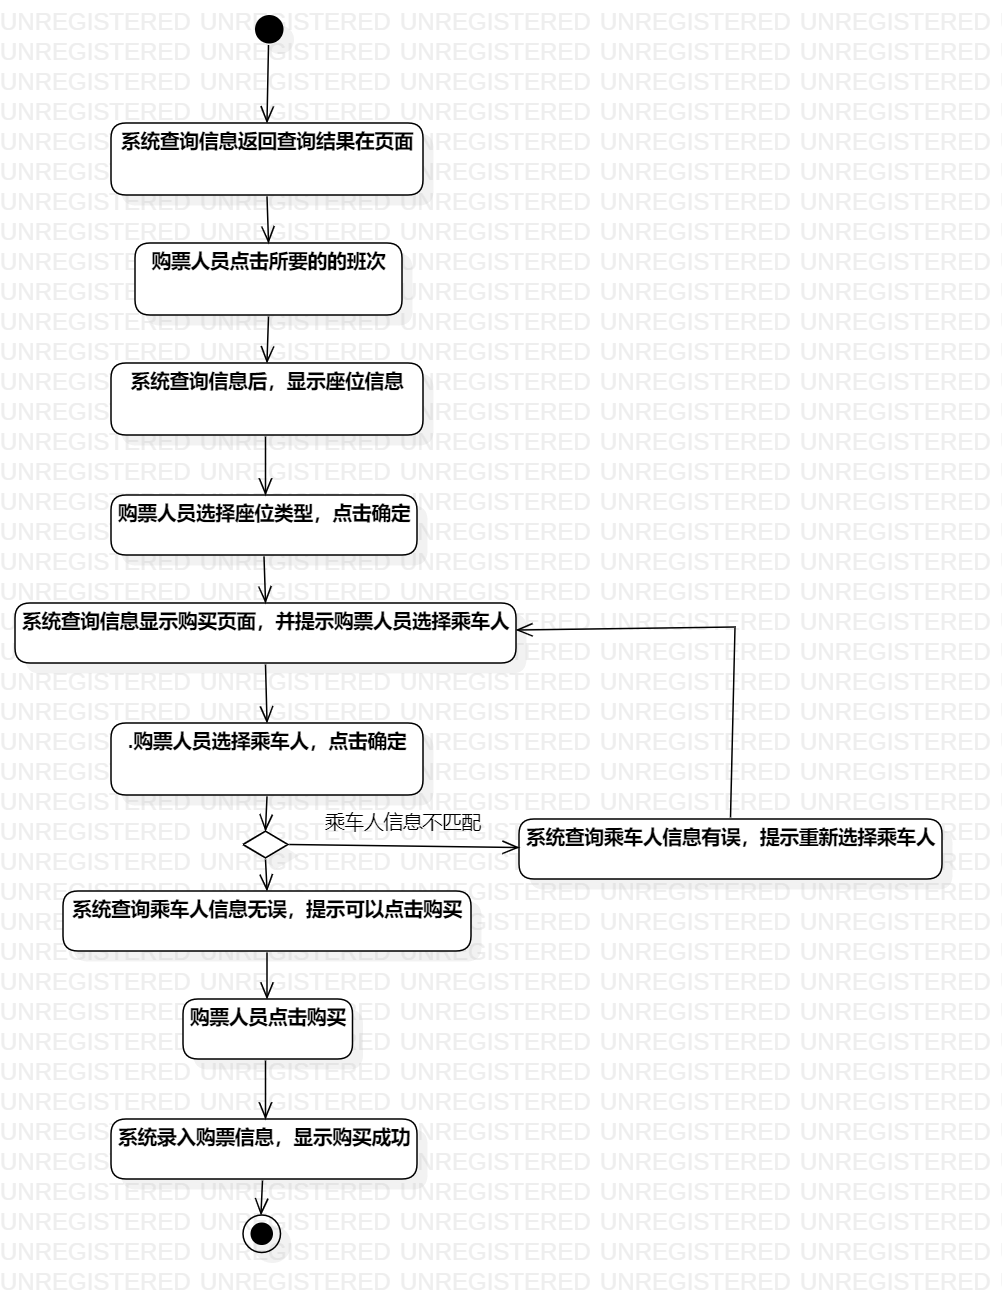 系统查询信息返回查询结果在页面
购票人员点击所要的的班次
系统查询信息后，显示座位信息
购票人员选择座位类型，点击确定
系统查询信息显示购买页面，并提示购票人员选择乘车人
.购票人员选择乘车人，点击确定
乘车人信息不匹配
系统查询乘车人信息有误，提示重新选择乘车人
系统查询乘车人信息无误，提示可以点击购买
购票人员点击购买
系统录入购票信息，显示购买成功
UNREGISTERED